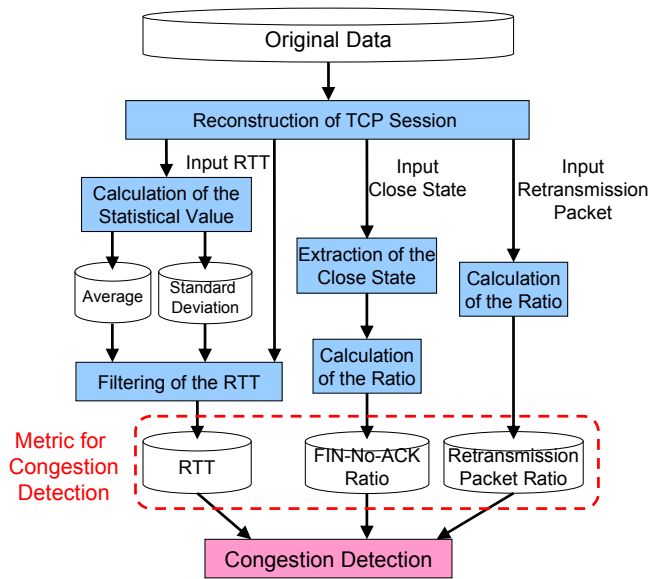 Original Data
Reconstruction of TCP Session
Input RTT
Input
Close State
Input
Retransmission
Packet
Calculation of the
Statistical Value
Extraction of the
Close State
Calculation
of the Ratio
Average
Standard
Deviation
Calculation
of the Ratio
Filtering of the RTT
Metric for
Congestion
Detection
RTT
FIN-No-ACK
Ratio
Retransmission
Packet Ratio
Congestion Detection